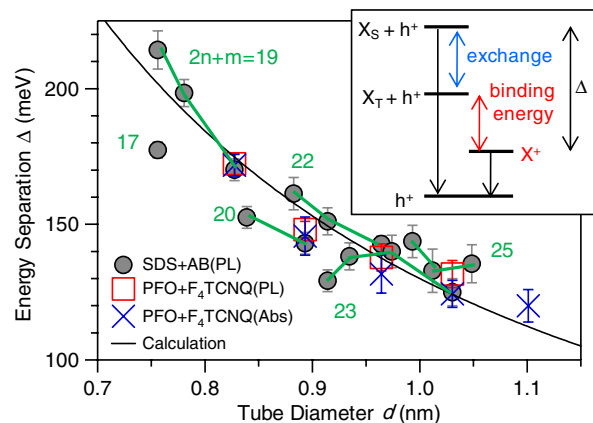 Energy Separation Δ (meV)
200
150
100
0.7 0.8 0.9 1.0 1.1
Tube Diameter d (nm)
2n+m=19
17
22
20
23
25
SDS+AB(PL)
PFO+F₄TCNQ(PL)
PFO+F₄TCNQ(Abs)
Calculation
X_S + h⁺
exchange
X_T + h⁺
binding
energy
Δ
X⁺
h⁺